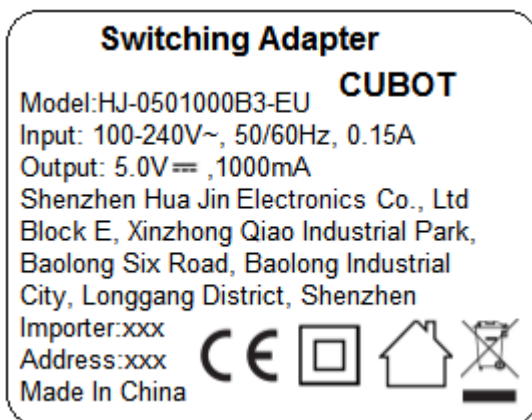 Switching Adapter
CUBOT
Model:HJ-0501000B3-EU
Input: 100-240V~, 50/60Hz, 0.15A
Output: 5.0V⎓ ,1000mA
Shenzhen Hua Jin Electronics Co., Ltd
Block E, Xinzhong Qiao Industrial Park,
Baolong Six Road, Baolong Industrial
City, Longgang District, Shenzhen
Importer:xxx
Address:xxx
Made In China
CE